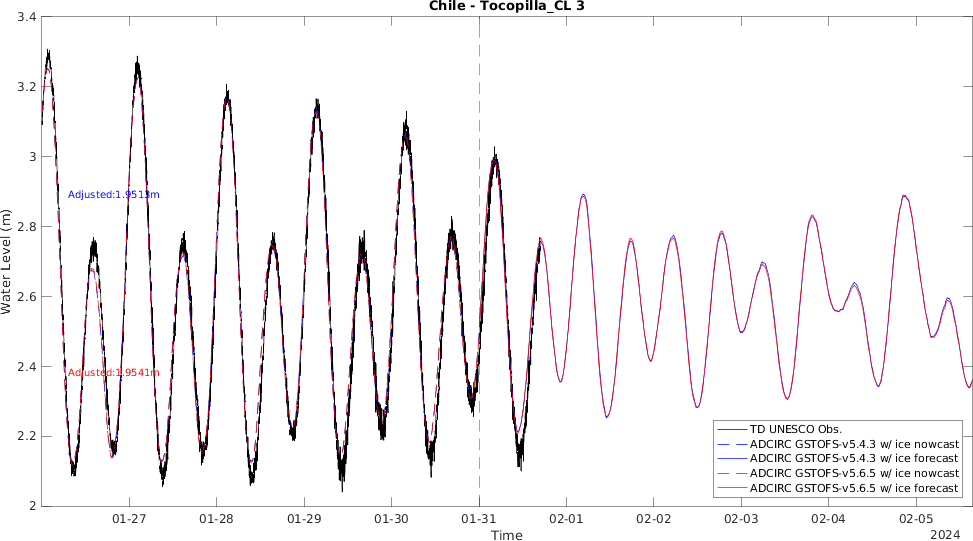 Chile - Tocopilla_CL 3
3.4
3.2
3
2.8
2.6
2.4
2.2
2
Water Level (m)
Adjusted:1.9513m
Adjusted:1.9541m
TD UNESCO Obs.
ADCIRC GSTOFS-v5.4.3 w/ ice nowcast
ADCIRC GSTOFS-v5.4.3 w/ ice forecast
ADCIRC GSTOFS-v5.6.5 w/ ice nowcast
ADCIRC GSTOFS-v5.6.5 w/ ice forecast
01-27 01-28 01-29 01-30 01-31 02-01 02-02 02-03 02-04 02-05
Time
2024